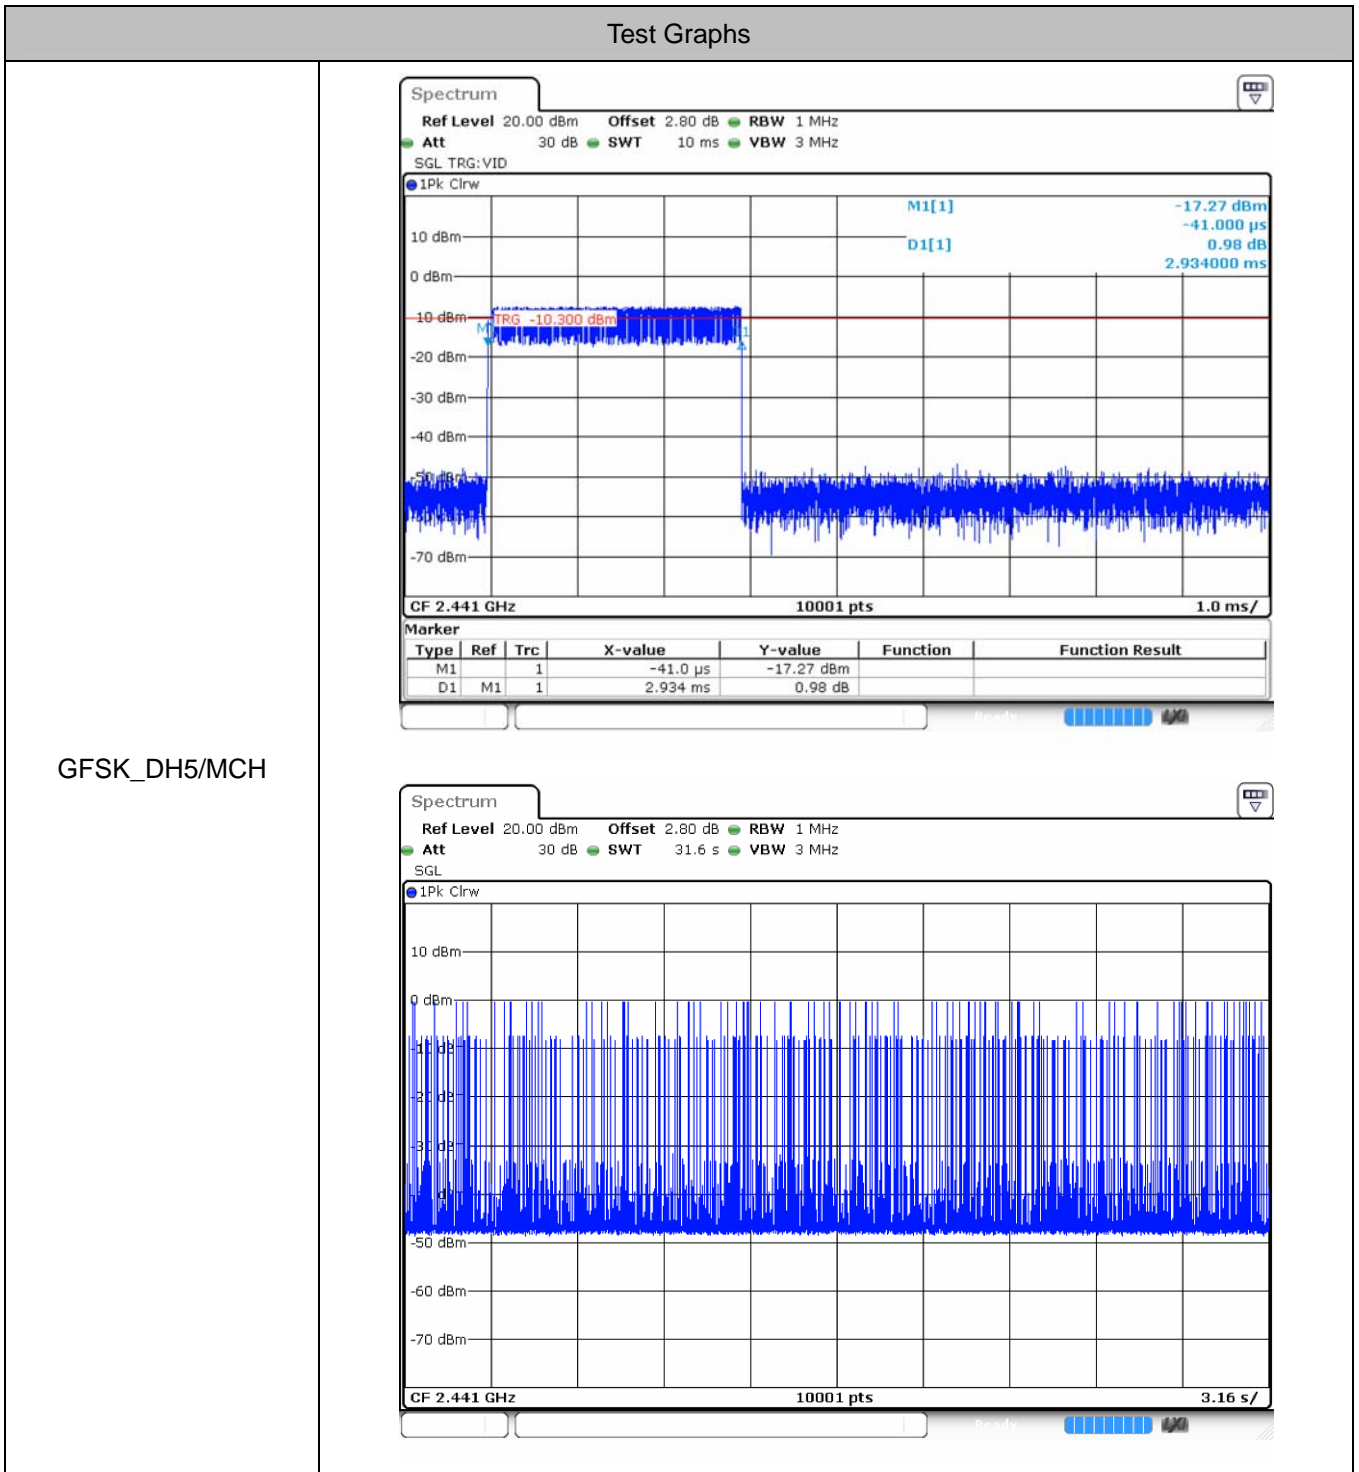 Test Graphs
GFSK_DH5/MCH
Spectrum
Ref Level 20.00 dBm Offset 2.80 dB RBW 1 MHz
Att 30 dB SWT 10 ms VBW 3 MHz
SGL TRG:VID
1Pk Clrw
M1[1] -17.27 dBm
-41.000 µs
10 dBm
D1[1] 0.98 dB
2.934000 ms
0 dBm
-10 dBm
TRG -10.300 dBm
-20 dBm
-30 dBm
-40 dBm
-70 dBm
CF 2.441 GHz 10001 pts 1.0 ms/
Marker
Type Ref Trc X-value Y-value Function Function Result
M1 1 -41.0 µs -17.27 dBm
D1 M1 1 2.934 ms 0.98 dB
Ready
Spectrum
Ref Level 20.00 dBm Offset 2.80 dB RBW 1 MHz
Att 30 dB SWT 31.6 s VBW 3 MHz
SGL
1Pk Clrw
10 dBm
0 dBm
-50 dBm
-60 dBm
-70 dBm
CF 2.441 GHz 10001 pts 3.16 s/
Ready